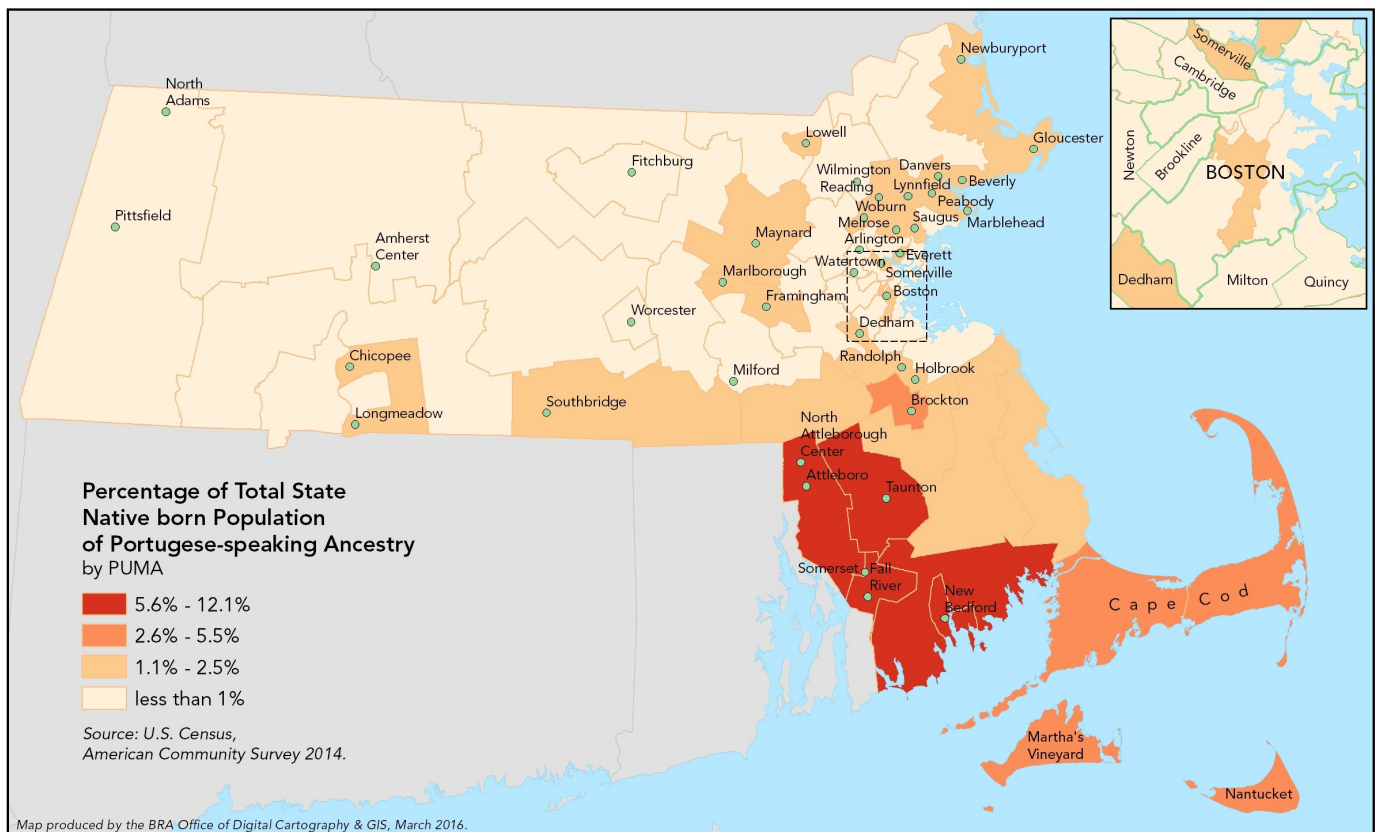 Newburyport
North
Adams
Gloucester
Lowell
Fitchburg
Wilmington
Danvers
Reading
Lynnfield
Beverly
Peabody
Woburn
Marblehead
Melrose
Saugus
Pittsfield
Maynard
Arlington
Amherst
Center
Everett
Watertown
Somerville
Marlborough
Boston
Framingham
Worcester
Dedham
Chicopee
Randolph
Holbrook
Milford
Brockton
Southbridge
Longmeadow
North
Attleborough
Center
Attleboro
Taunton
Somerset
Fall
River
New
Bedford
Cape Cod
Martha's
Vineyard
Nantucket
Somerville
Cambridge
Newton
Brookline
BOSTON
Dedham
Milton
Quincy
Percentage of Total State
Native born Population
of Portugese-speaking Ancestry
by PUMA
5.6% - 12.1%
2.6% - 5.5%
1.1% - 2.5%
less than 1%
Source: U.S. Census,
American Community Survey 2014.
Map produced by the BRA Office of Digital Cartography & GIS, March 2016.